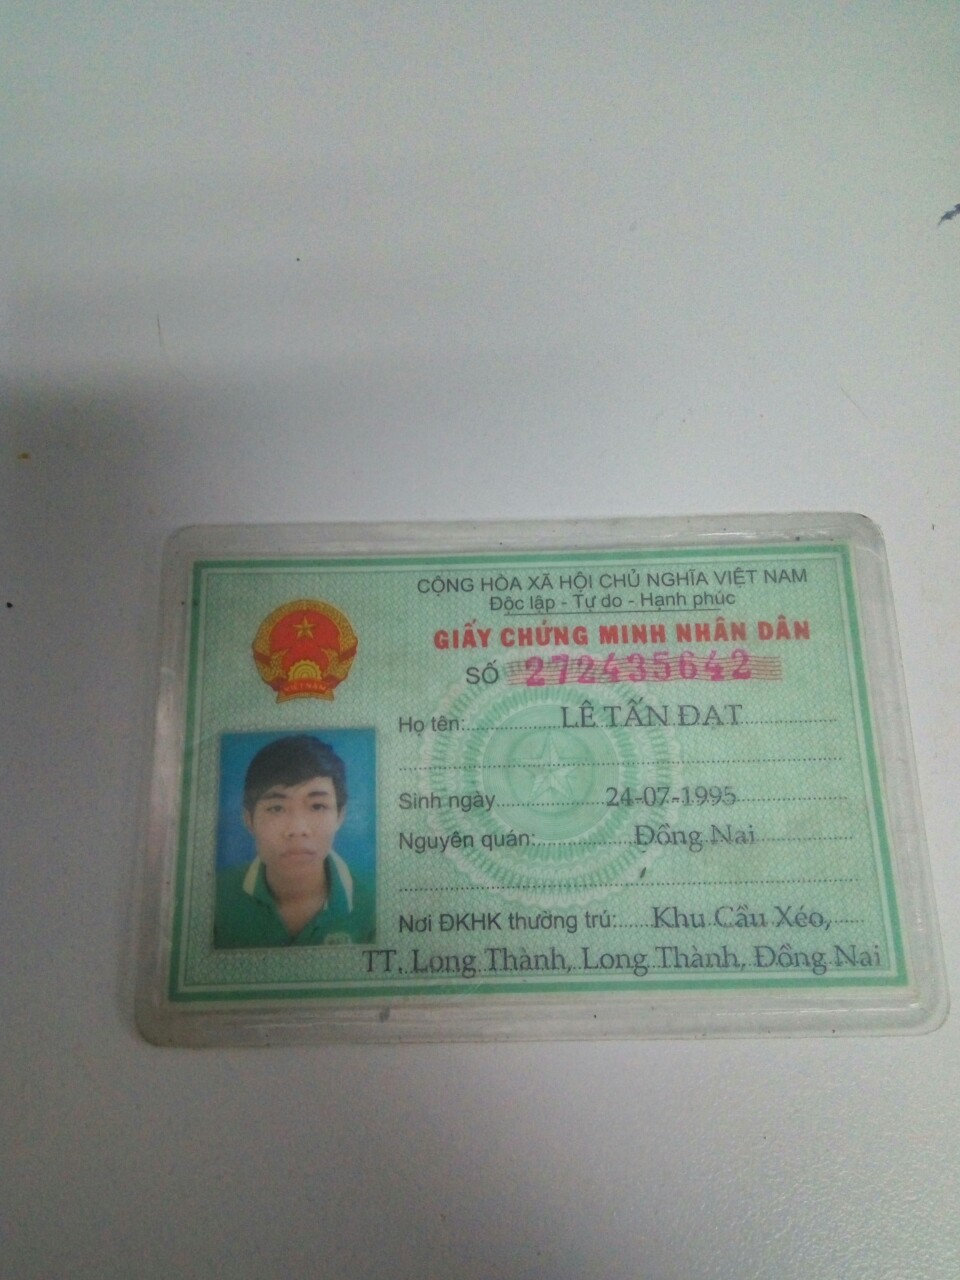 CỘNG HÒA XÃ HỘI CHỦ NGHĨA VIỆT NAM
Độc lập - Tự do - Hạnh phúc
GIẤY CHỨNG MINH NHÂN DÂN
SỐ 272435642
Họ tên: LÊ TẤN ĐẠT
Sinh ngày 24-07-1995
Nguyên quán: Đồng Nai
Nơi ĐKHK thường trú: Khu Cầu Xéo,
TT. Long Thành, Long Thành, Đồng Nai
VIỆT NAM